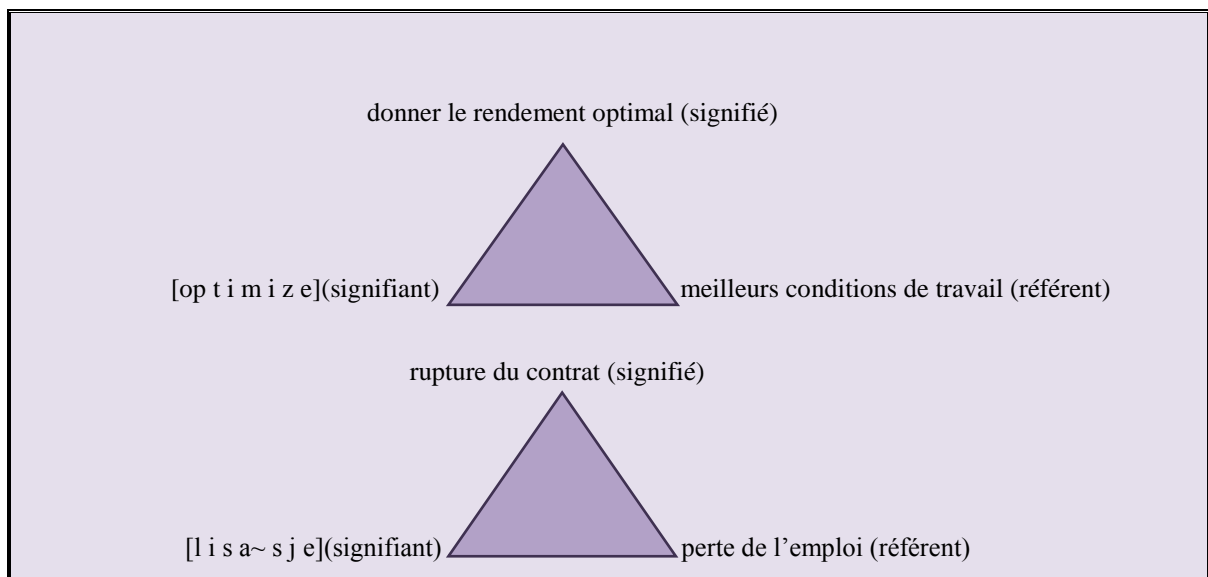 donner le rendement optimal (signifié)
[op t i m i z e](signifiant) meilleurs conditions de travail (référent)
rupture du contrat (signifié)
[l i s a~ s j e](signifiant) perte de l’emploi (référent)